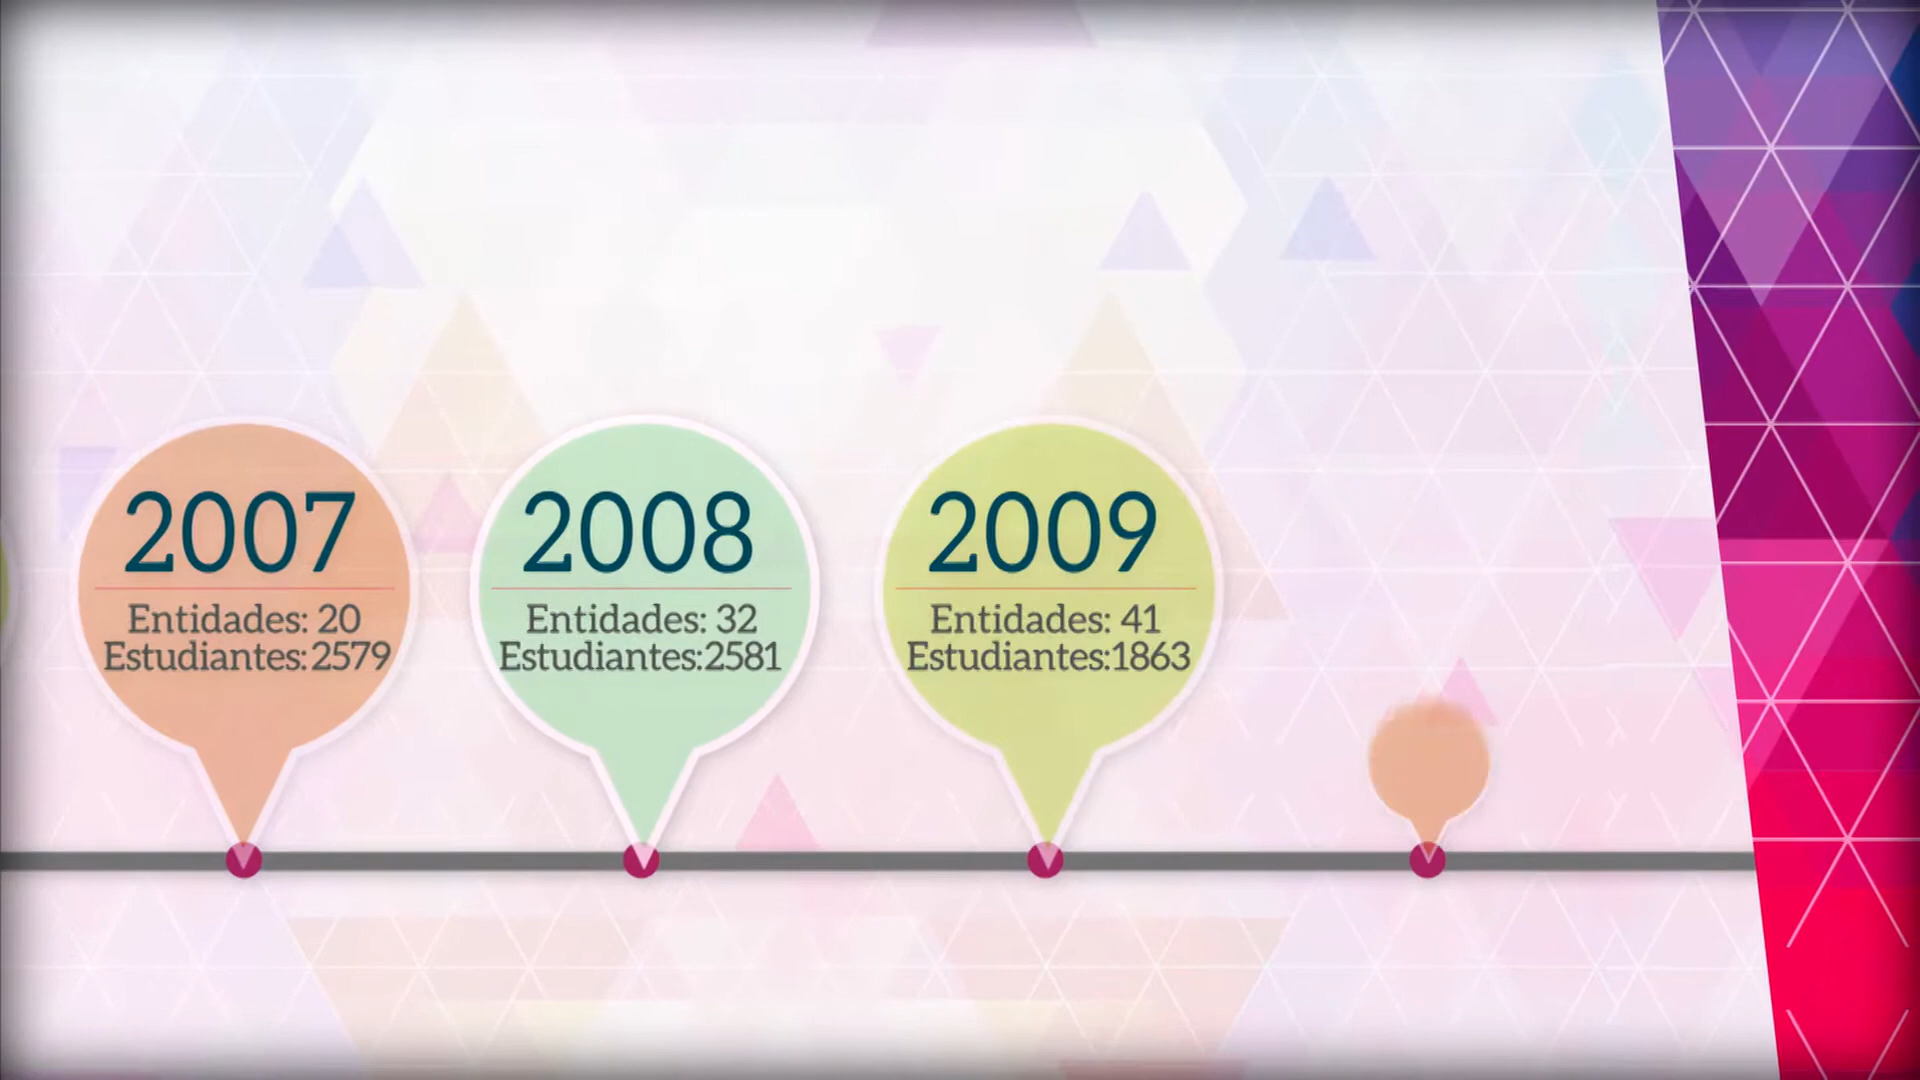 2007
Entidades: 20
Estudiantes:2579
2008
Entidades: 32
Estudiantes:2581
2009
Entidades: 41
Estudiantes:1863